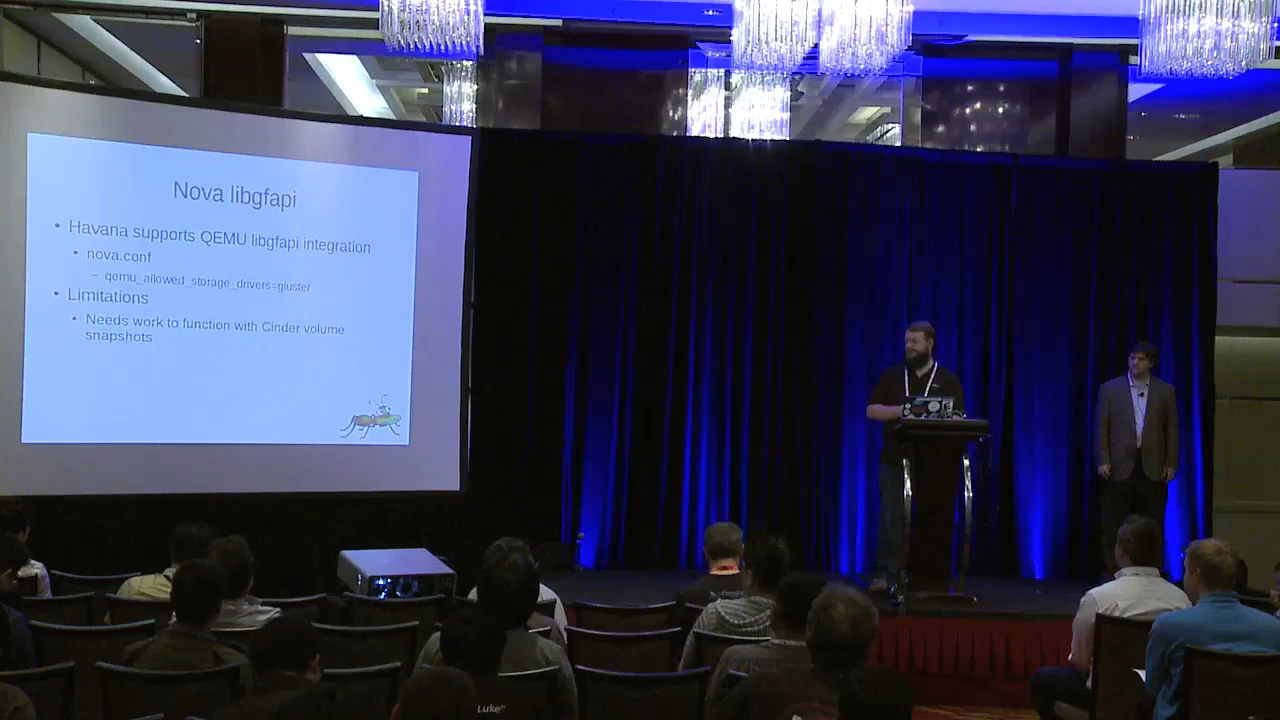 Nova libgfapi
• Havana supports QEMU libgfapi integration
• nova.conf
– qemu_allowed_storage_drivers=gluster
• Limitations
• Needs work to function with Cinder volume
snapshots
Luke"